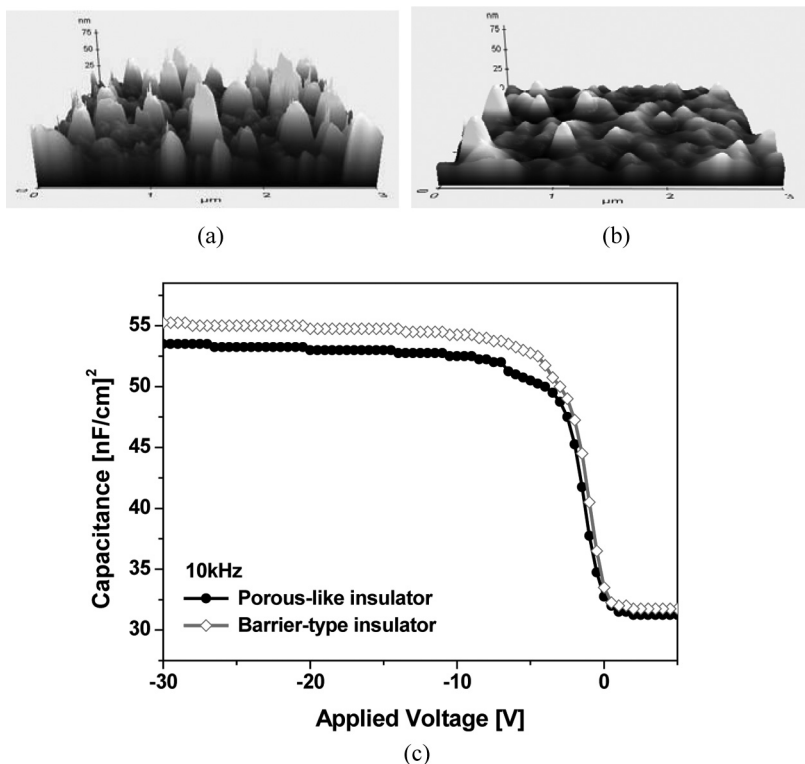 nm
75
50
25
0
0
1
2
3
μm
(a)
nm
75
50
25
0
0
1
2
3
μm
(b)
Capacitance [nF/cm]²
55
50
45
40
35
30
10kHz
Porous-like insulator
Barrier-type insulator
-30
-20
-10
0
Applied Voltage [V]
(c)